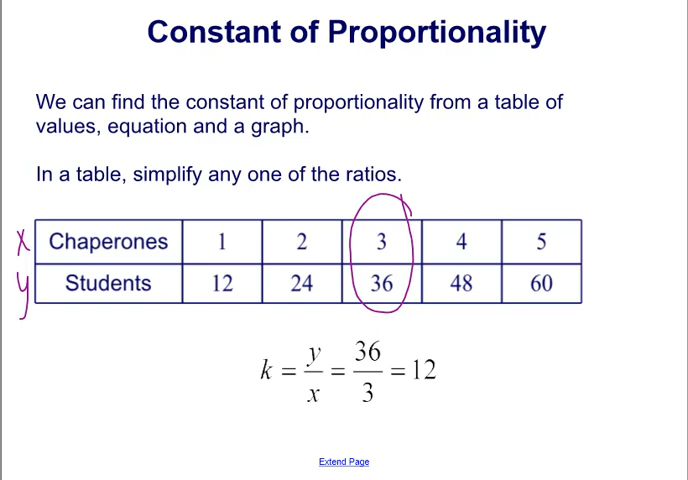 Constant of Proportionality
We can find the constant of proportionality from a table of
values, equation and a graph.
In a table, simplify any one of the ratios.
x Chaperones 1 2 3 4 5
y Students 12 24 36 48 60
k = y/x = 36/3 = 12
Extend Page